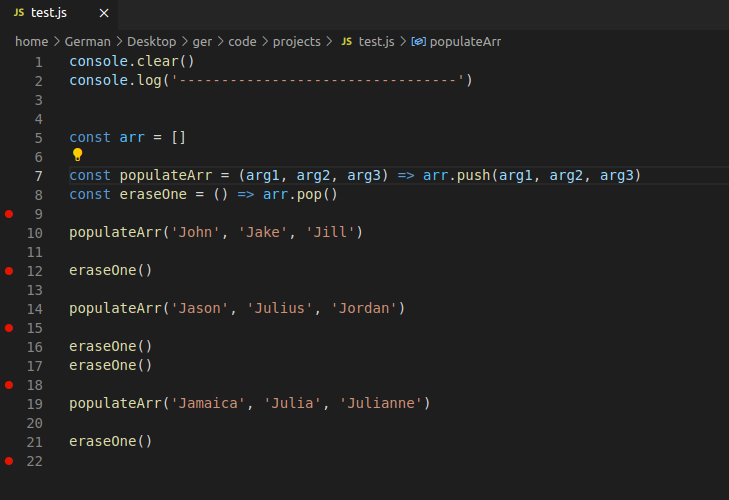 JS test.js ×
home > German > Desktop > ger > code > projects > JS test.js > populateArr
1 console.clear()
2 console.log('---------------------------------')
3
4
5 const arr = []
6
7 const populateArr = (arg1, arg2, arg3) => arr.push(arg1, arg2, arg3)
8 const eraseOne = () => arr.pop()
9
10 populateArr('John', 'Jake', 'Jill')
11
12 eraseOne()
13
14 populateArr('Jason', 'Julius', 'Jordan')
15
16 eraseOne()
17 eraseOne()
18
19 populateArr('Jamaica', 'Julia', 'Julianne')
20
21 eraseOne()
22